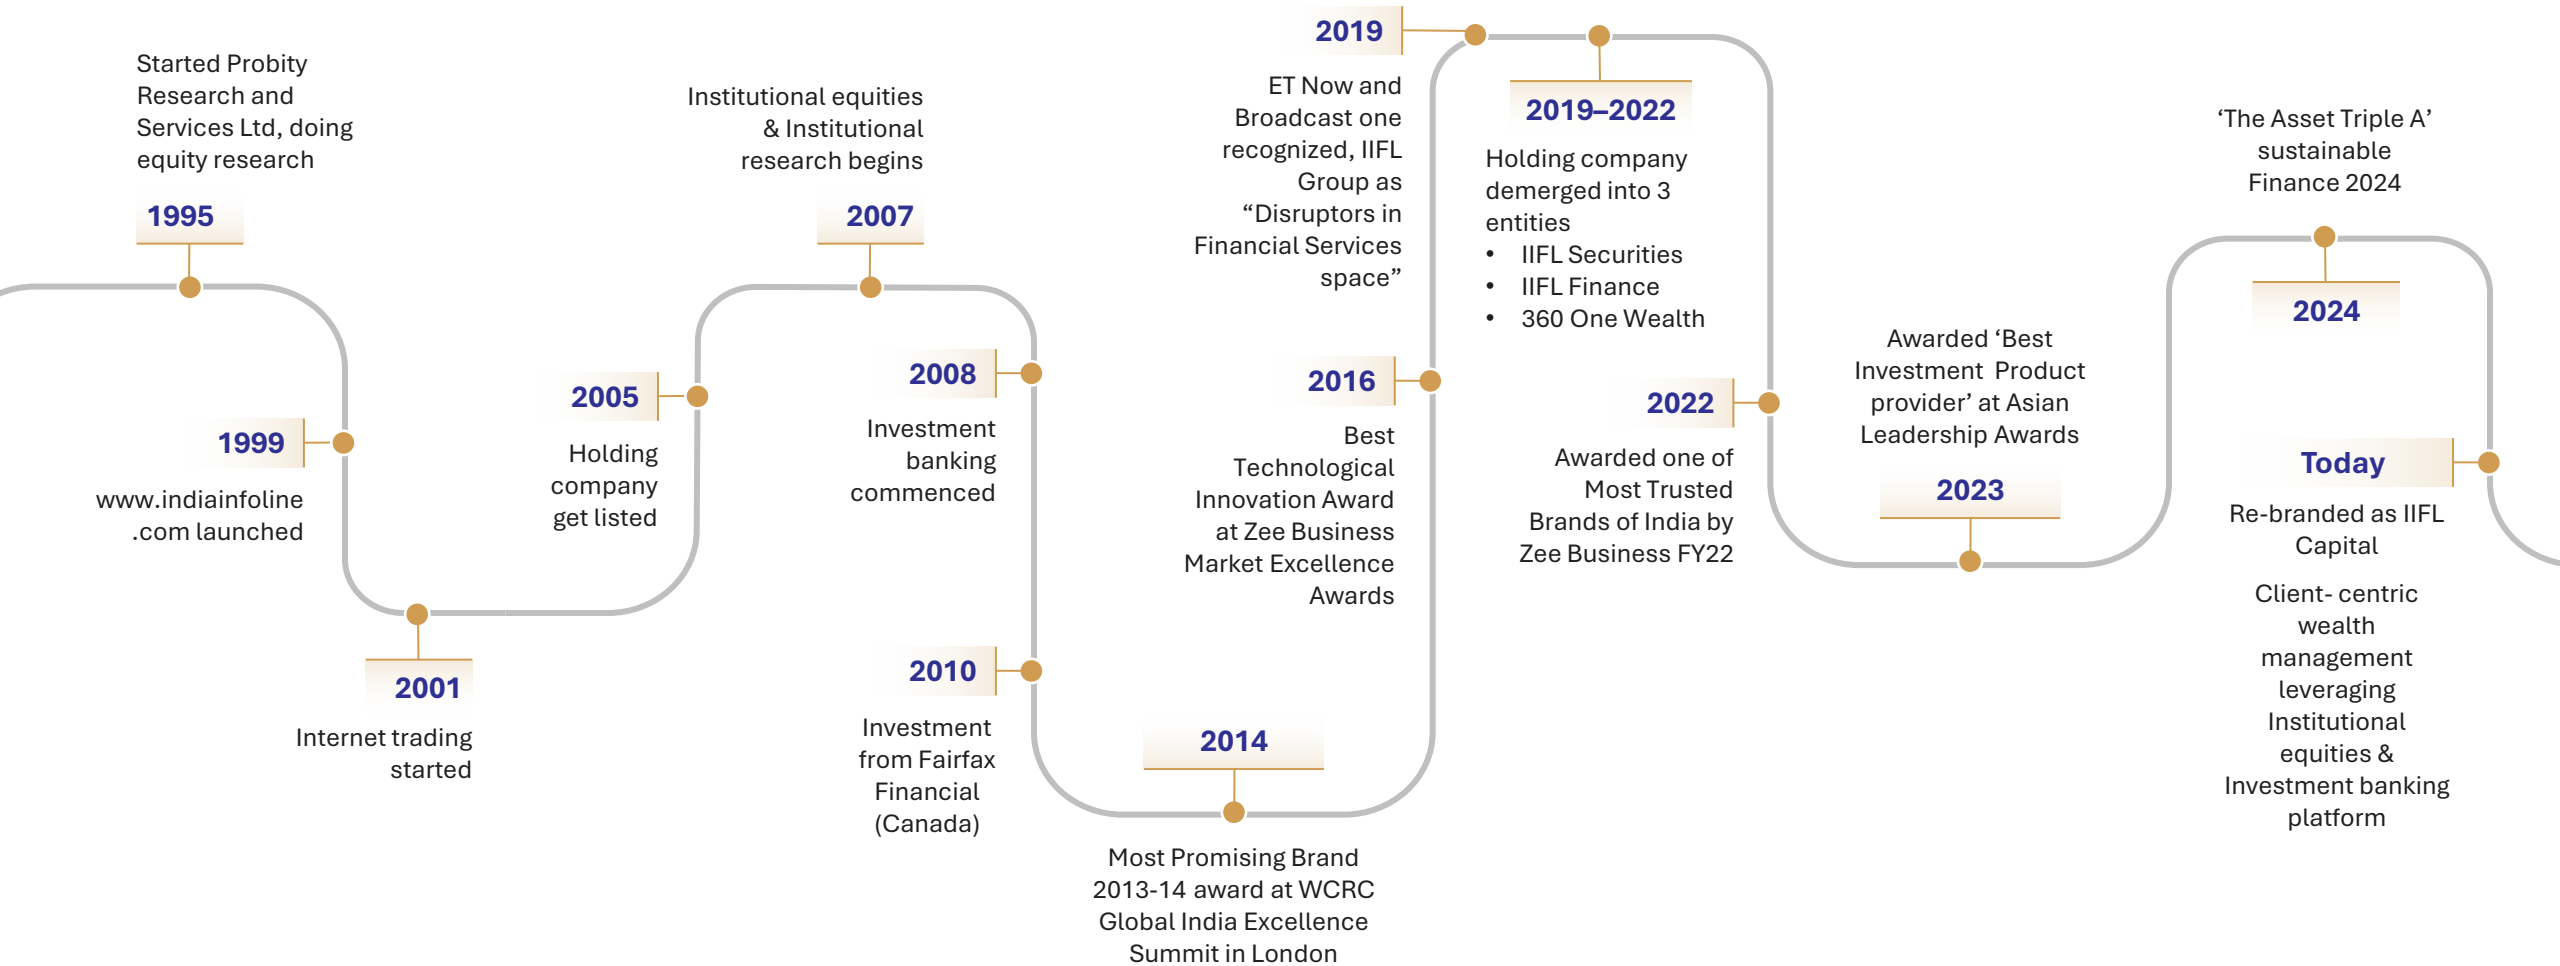 Started Probity
Research and
Services Ltd, doing
equity research
1995
1999
www.indiainfoline
.com launched
2001
Internet trading
started
2005
Holding
company
get listed
Institutional equities
& Institutional
research begins
2007
2008
Investment
banking
commenced
2010
Investment
from Fairfax
Financial
(Canada)
2014
Most Promising Brand
2013-14 award at WCRC
Global India Excellence
Summit in London
2016
Best
Technological
Innovation Award
at Zee Business
Market Excellence
Awards
2019
ET Now and
Broadcast one
recognized, IIFL
Group as
“Disruptors in
Financial Services
space”
2019–2022
Holding company
demerged into 3
entities
• IIFL Securities
• IIFL Finance
• 360 One Wealth
2022
Awarded one of
Most Trusted
Brands of India by
Zee Business FY22
Awarded ‘Best
Investment Product
provider’ at Asian
Leadership Awards
2023
‘The Asset Triple A’
sustainable
Finance 2024
2024
Today
Re-branded as IIFL
Capital
Client- centric
wealth
management
leveraging
Institutional
equities &
Investment banking
platform